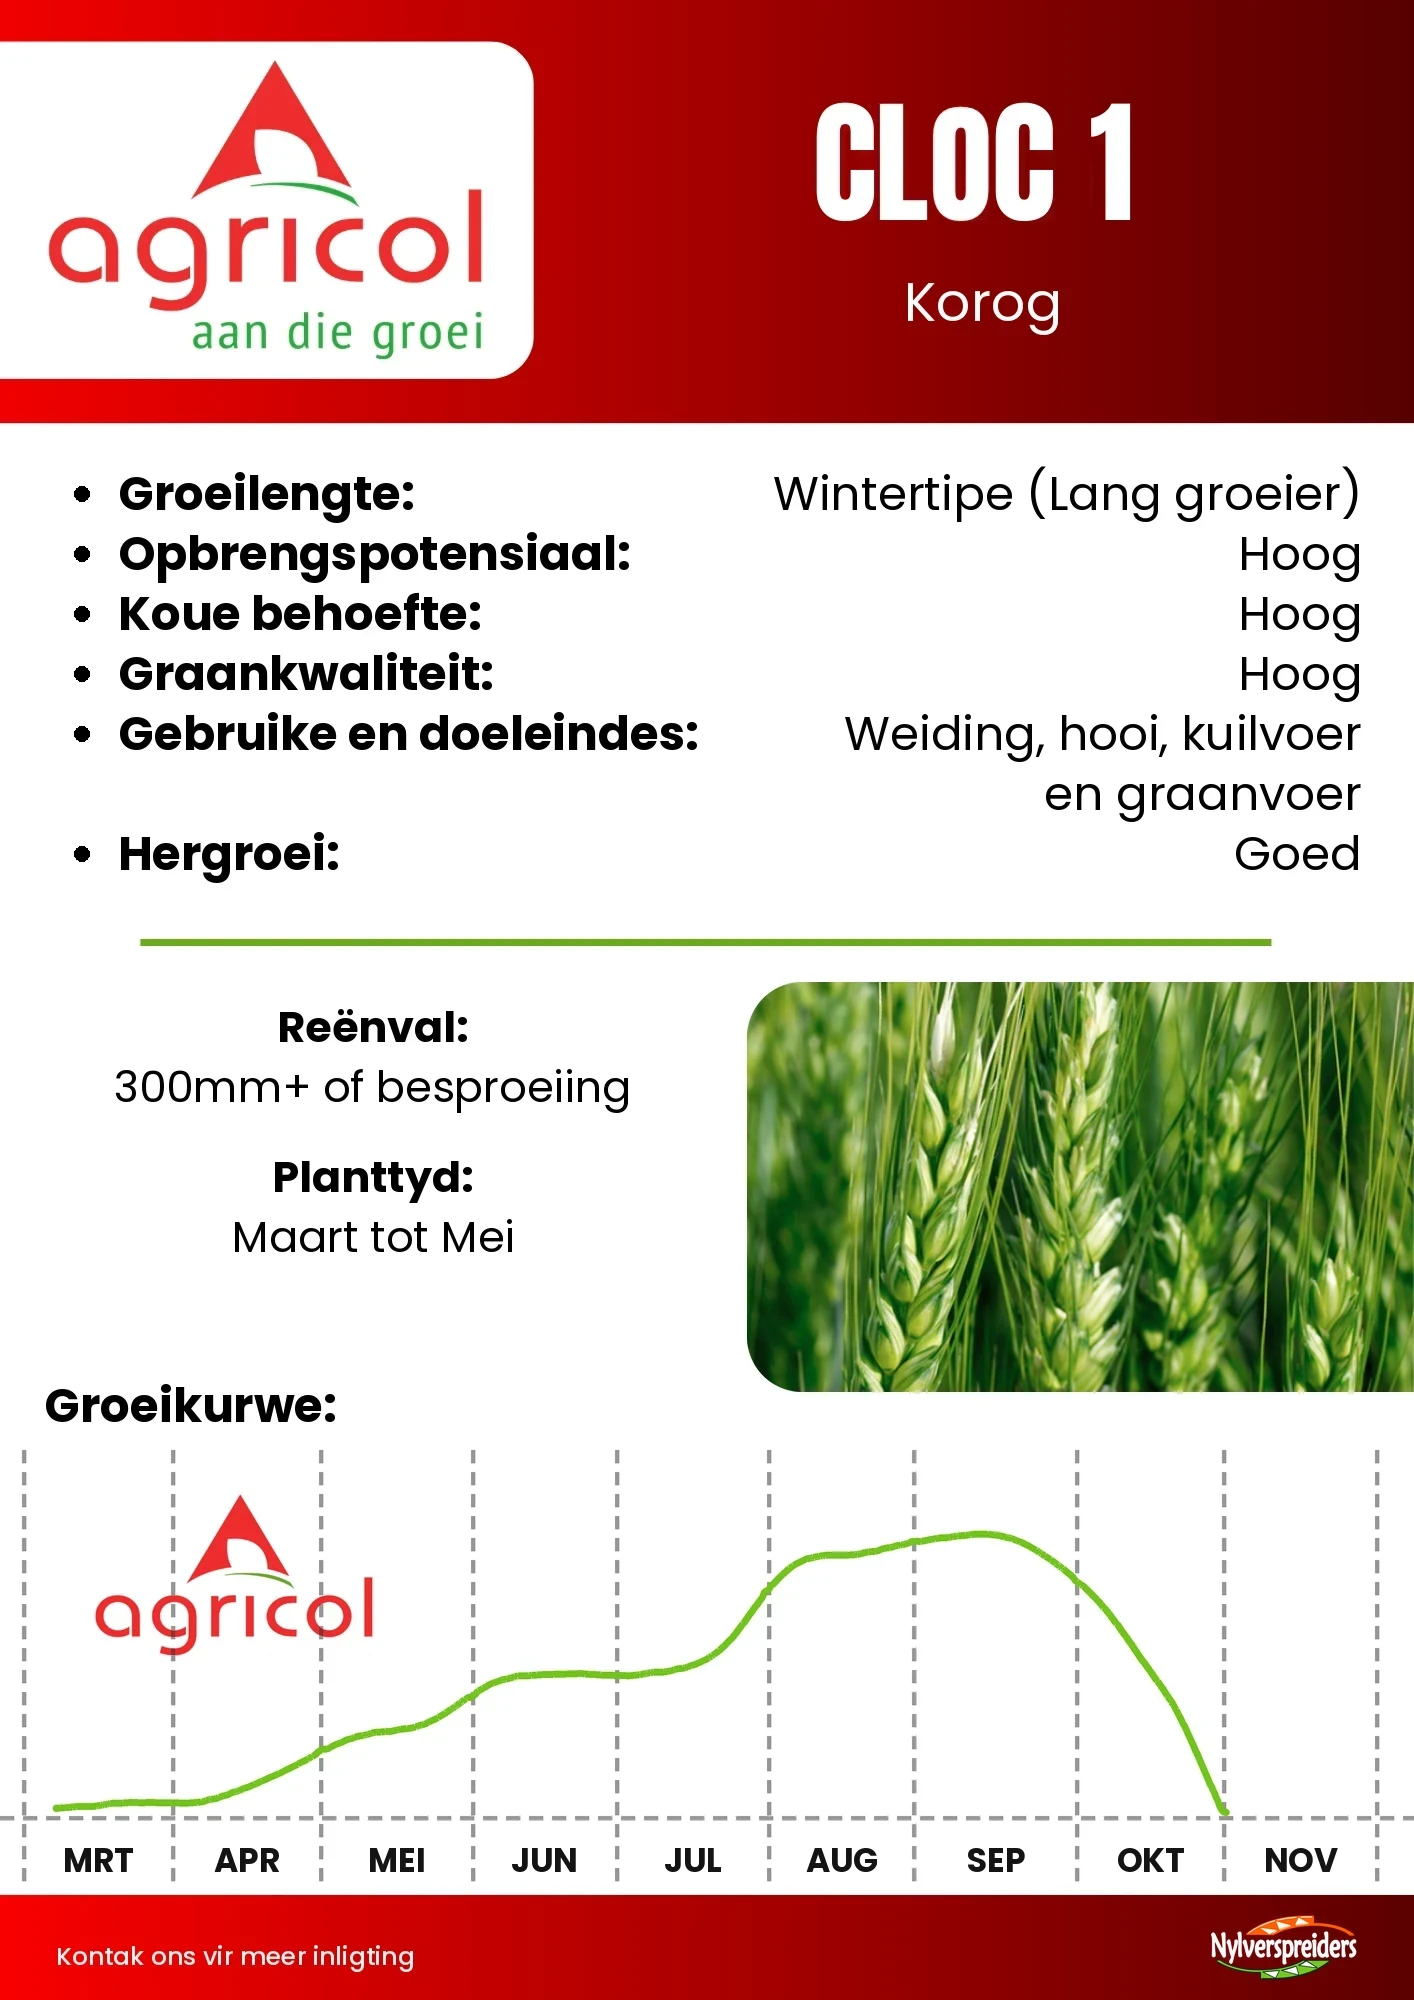 agricol
aan die groei
CLOC 1
Korog
Groeilengte: Wintertipe (Lang groeier)
Opbrengspotensiaal: Hoog
Koue behoefte: Hoog
Graankwaliteit: Hoog
Gebruike en doeleindes: Weiding, hooi, kuilvoer
en graanvoer
Hergroei: Goed
Reënval:
300mm+ of besproeiing
Planttyd:
Maart tot Mei
Groeikurwe:
agricol
MRT APR MEI JUN JUL AUG SEP OKT NOV
Kontak ons vir meer inligting
Nylverspreiders